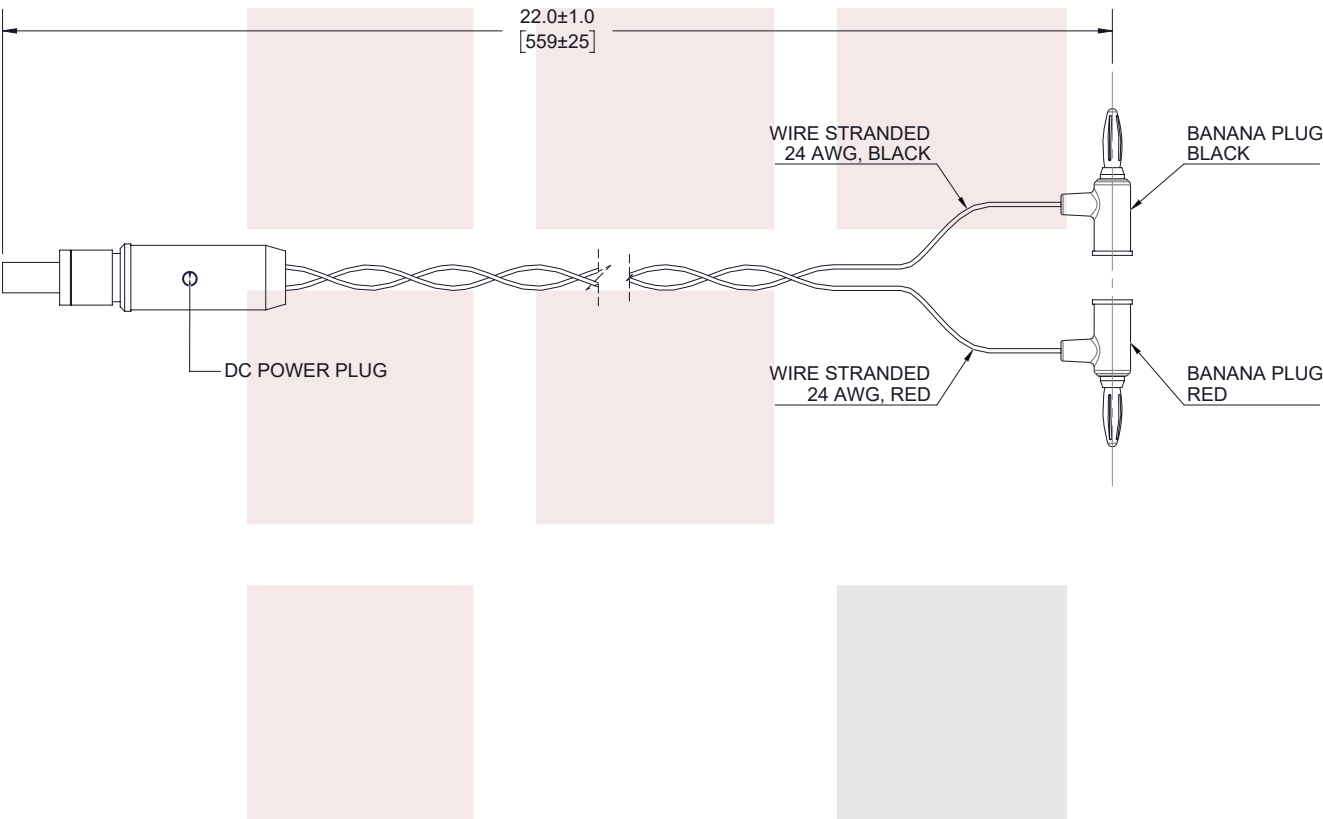 22.0±1.0
[559±25]
WIRE STRANDED
24 AWG, BLACK
BANANA PLUG
BLACK
DC POWER PLUG
WIRE STRANDED
24 AWG, RED
BANANA PLUG
RED